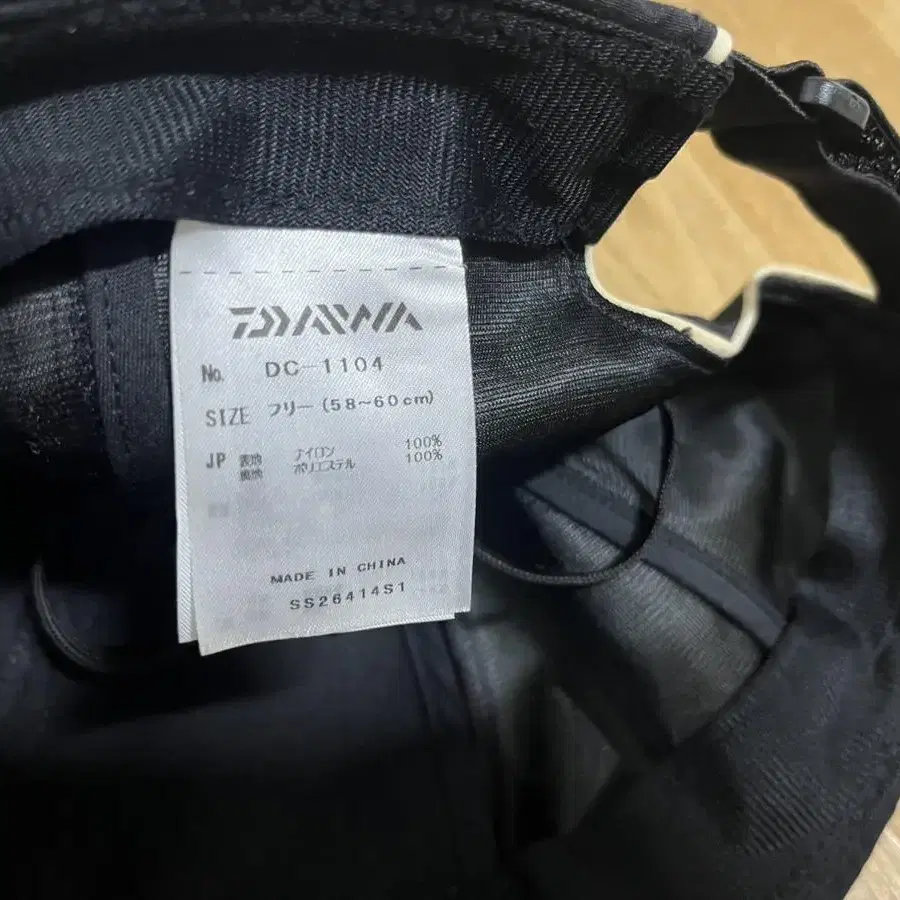 DAIWA
No. DC-1104
SIZE フリー(58~60cm)
JP 表地 ナイロン 100%
裏地 ポリエステル 100%
MADE IN CHINA
SS26414S1